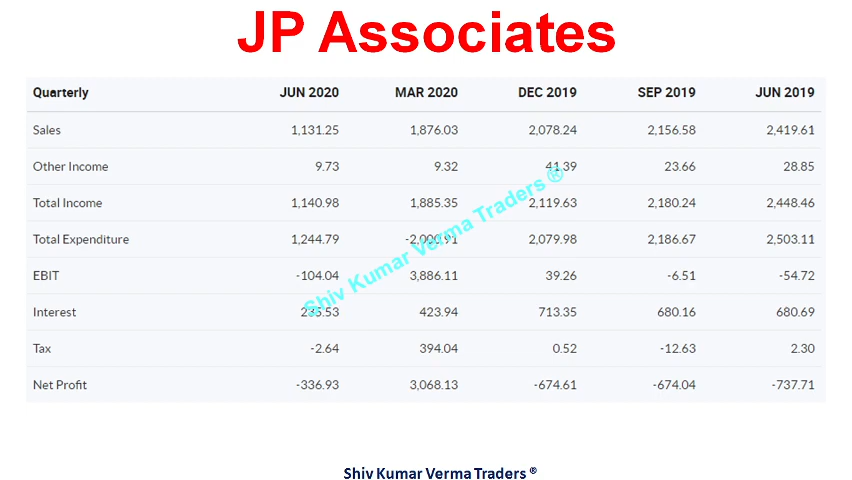 JP Associates
Quarterly JUN 2020 MAR 2020 DEC 2019 SEP 2019 JUN 2019
Sales 1,131.25 1,876.03 2,078.24 2,156.58 2,419.61
Other Income 9.73 9.32 41.39 23.66 28.85
Total Income 1,140.98 1,885.35 2,119.63 2,180.24 2,448.46
Total Expenditure 1,244.79 -2,000.91 2,079.98 2,186.67 2,503.11
EBIT -104.04 3,886.11 39.26 -6.51 -54.72
Interest 235.53 423.94 713.35 680.16 680.69
Tax -2.64 394.04 0.52 -12.63 2.30
Net Profit -336.93 3,068.13 -674.61 -674.04 -737.71
Shiv Kumar Verma Traders ®
Shiv Kumar Verma Traders ®